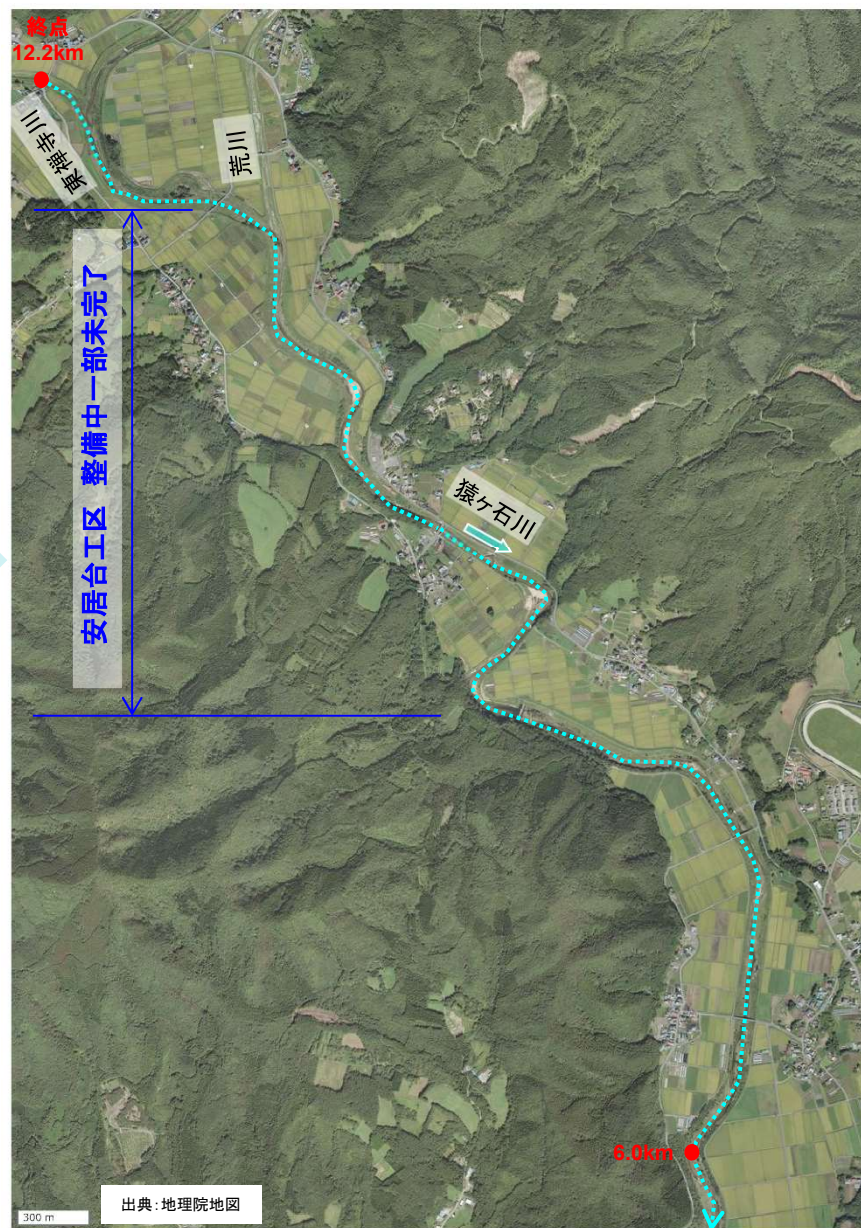 終点
12.2km
東禅寺川
荒川
安居台工区 整備中一部未完了
猿ヶ石川
6.0km
出典:地理院地図
300 m